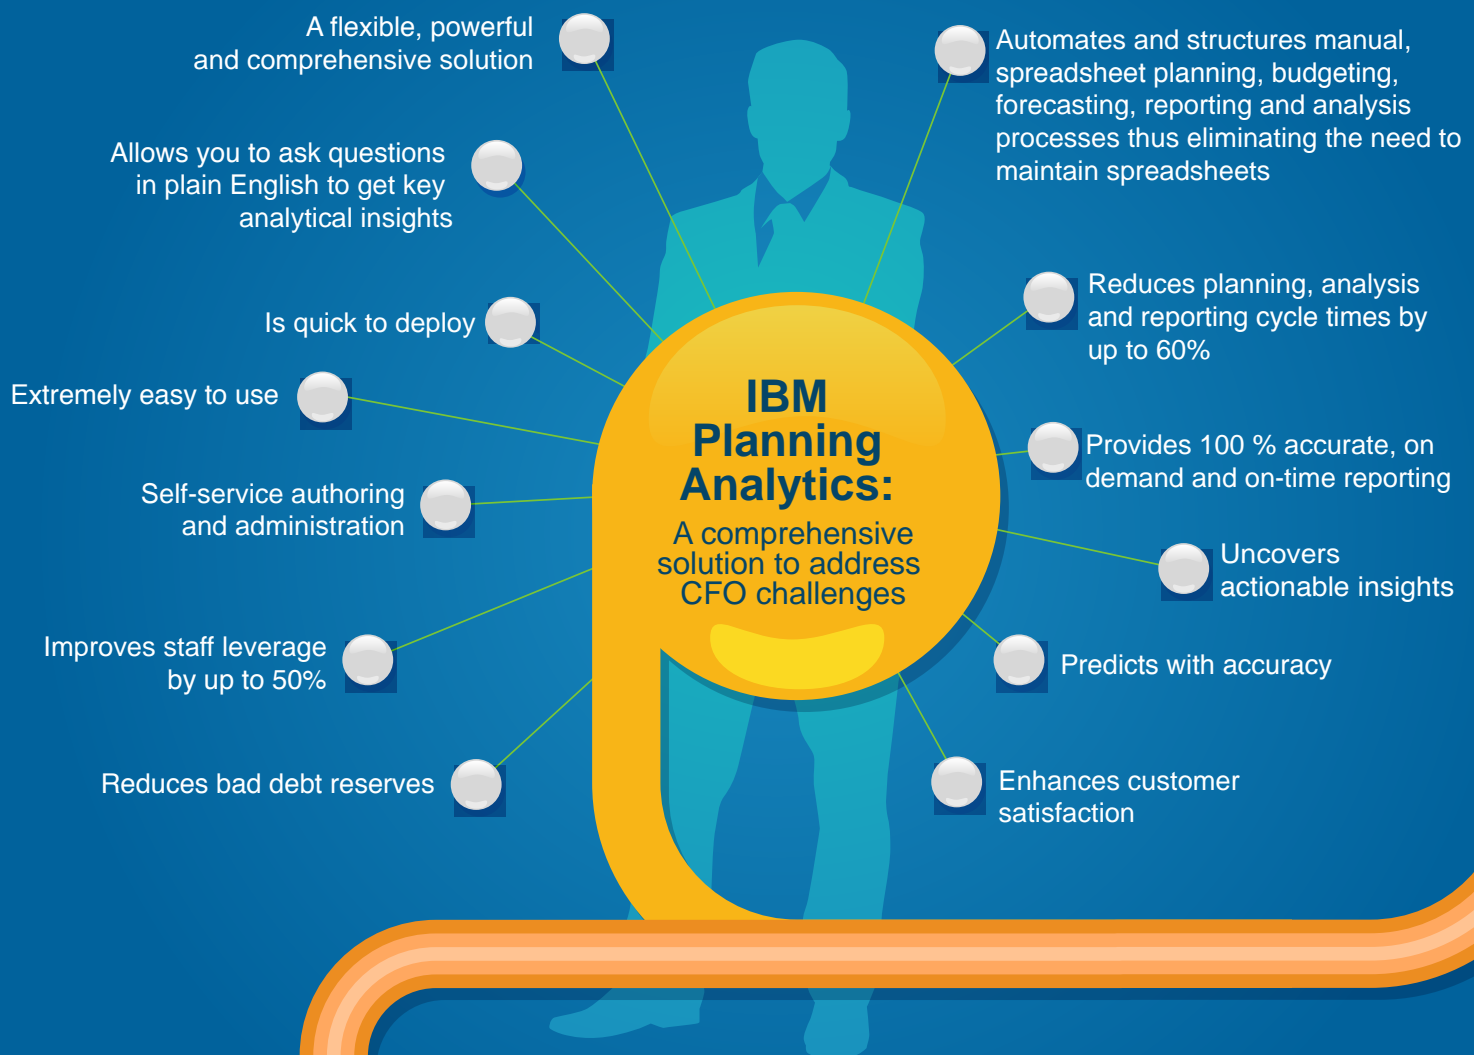 A flexible, powerful
and comprehensive solution
Allows you to ask questions
in plain English to get key
analytical insights
Is quick to deploy
Extremely easy to use
Self-service authoring
and administration
Improves staff leverage
by up to 50%
Reduces bad debt reserves
IBM
Planning
Analytics:
A comprehensive
solution to address
CFO challenges
Automates and structures manual,
spreadsheet planning, budgeting,
forecasting, reporting and analysis
processes thus eliminating the need to
maintain spreadsheets
Reduces planning, analysis
and reporting cycle times by
up to 60%
Provides 100 % accurate, on
demand and on-time reporting
Uncovers
actionable insights
Predicts with accuracy
Enhances customer
satisfaction